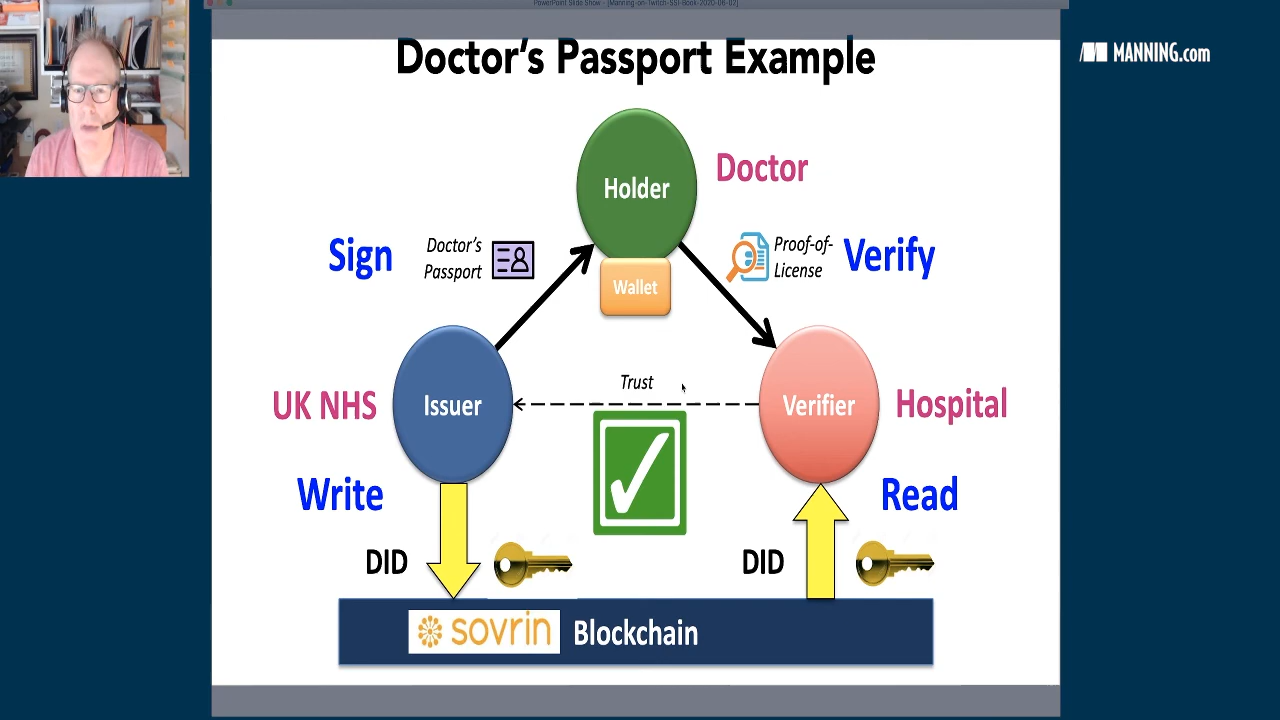 PowerPoint Slide Show - [Manning-on-Twitch-SSI-Book-2020-06-02]
MANNING.com
Doctor's Passport Example
Holder
Doctor
Sign
Doctor's
Passport
Proof-of-
License
Verify
Wallet
UK NHS
Issuer
Trust
Verifier
Hospital
Write
Read
DID
DID
sovrin
Blockchain